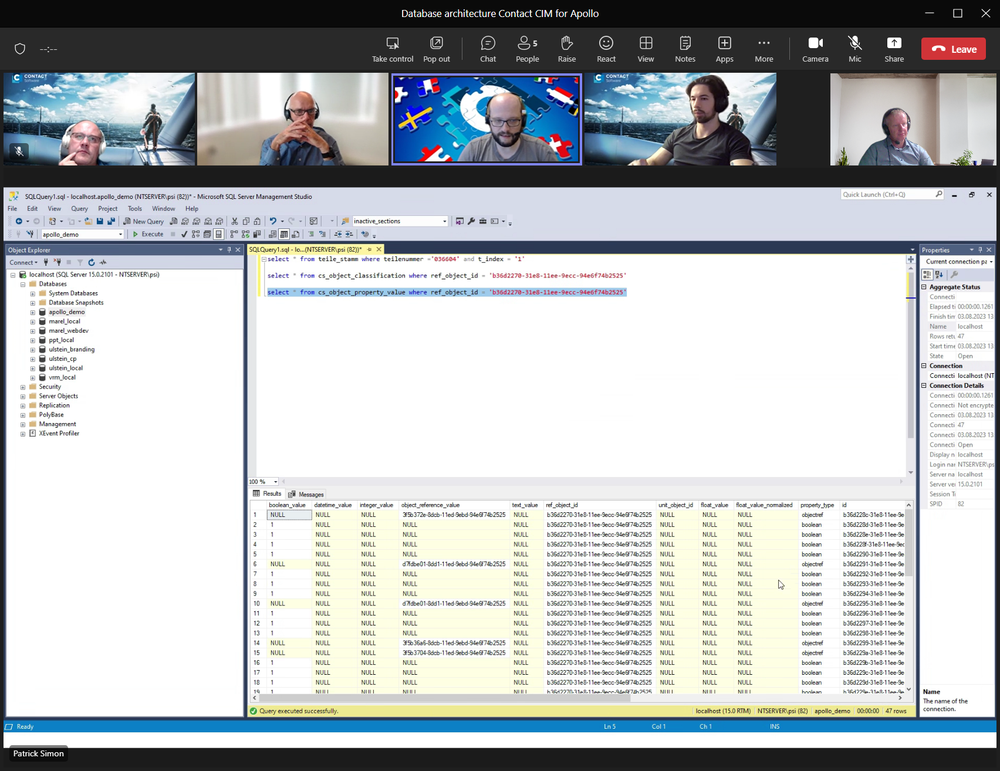 Database architecture Contact CIM for Apollo
--:--
Take control
Pop out
Chat
5
People
Raise
React
View
Notes
Apps
More
Camera
Mic
Share
Leave
C CONTACT
Software
C CONTACT
Software
SQLQuery1.sql - localhost.apollo_demo (NTSERVER\psi (82))* - Microsoft SQL Server Management Studio
Quick Launch (Ctrl+Q)
File Edit View Query Project Tools Window Help
New Query
inactive_sections
apollo_demo
Execute
Object Explorer
Connect
localhost (SQL Server 15.0.2101 - NTSERVER\psi)
Databases
System Databases
Database Snapshots
apollo_demo
marel_local
marel_webdev
ppt_local
ulstein_branding
ulstein_cp
ulstein_local
vrm_local
Security
Server Objects
Replication
PolyBase
Management
XEvent Profiler
SQLQuery1.sql - lo...(NTSERVER\psi (82))*
select * from teile_stamm where teilenummer ='036604' and t_index = '1'
select * from cs_object_classification where ref_object_id = 'b36d2270-31e8-11ee-9ecc-94e6f74b2525'
select * from cs_object_property_value where ref_object_id = 'b36d2270-31e8-11ee-9ecc-94e6f74b2525'
100 %
Results
Messages
boolean_value datetime_value integer_value object_reference_value text_value ref_object_id unit_object_id float_value float_value_nomalized property_type id
1 NULL NULL NULL 3f5b372e-8dcb-11ed-9ebd-94e6f74b2525 NULL b36d2270-31e8-11ee-9ecc-94e6f74b2525 NULL NULL NULL objectref b36d228c-31e8-11ee-9e
2 1 NULL NULL NULL NULL b36d2270-31e8-11ee-9ecc-94e6f74b2525 NULL NULL NULL boolean b36d228d-31e8-11ee-9e
3 1 NULL NULL NULL NULL b36d2270-31e8-11ee-9ecc-94e6f74b2525 NULL NULL NULL boolean b36d228e-31e8-11ee-9e
4 1 NULL NULL NULL NULL b36d2270-31e8-11ee-9ecc-94e6f74b2525 NULL NULL NULL boolean b36d228f-31e8-11ee-9ec
5 1 NULL NULL NULL NULL b36d2270-31e8-11ee-9ecc-94e6f74b2525 NULL NULL NULL boolean b36d2290-31e8-11ee-9e
6 NULL NULL NULL d7fdbe01-8dd1-11ed-9ebd-94e6f74b2525 NULL b36d2270-31e8-11ee-9ecc-94e6f74b2525 NULL NULL NULL objectref b36d2291-31e8-11ee-9e
7 1 NULL NULL NULL NULL b36d2270-31e8-11ee-9ecc-94e6f74b2525 NULL NULL NULL boolean b36d2292-31e8-11ee-9e
8 1 NULL NULL NULL NULL b36d2270-31e8-11ee-9ecc-94e6f74b2525 NULL NULL NULL boolean b36d2293-31e8-11ee-9e
9 1 NULL NULL NULL NULL b36d2270-31e8-11ee-9ecc-94e6f74b2525 NULL NULL NULL boolean b36d2294-31e8-11ee-9e
10 NULL NULL NULL d7fdbe01-8dd1-11ed-9ebd-94e6f74b2525 NULL b36d2270-31e8-11ee-9ecc-94e6f74b2525 NULL NULL NULL objectref b36d2295-31e8-11ee-9e
11 1 NULL NULL NULL NULL b36d2270-31e8-11ee-9ecc-94e6f74b2525 NULL NULL NULL boolean b36d2296-31e8-11ee-9e
12 1 NULL NULL NULL NULL b36d2270-31e8-11ee-9ecc-94e6f74b2525 NULL NULL NULL boolean b36d2297-31e8-11ee-9e
13 1 NULL NULL NULL NULL b36d2270-31e8-11ee-9ecc-94e6f74b2525 NULL NULL NULL boolean b36d2298-31e8-11ee-9e
14 NULL NULL NULL 3f5b36a6-8dcb-11ed-9ebd-94e6f74b2525 NULL b36d2270-31e8-11ee-9ecc-94e6f74b2525 NULL NULL NULL objectref b36d2299-31e8-11ee-9e
15 NULL NULL NULL 3f5b3704-8dcb-11ed-9ebd-94e6f74b2525 NULL b36d2270-31e8-11ee-9ecc-94e6f74b2525 NULL NULL NULL objectref b36d229a-31e8-11ee-9e
16 1 NULL NULL NULL NULL b36d2270-31e8-11ee-9ecc-94e6f74b2525 NULL NULL NULL boolean b36d229b-31e8-11ee-9e
17 1 NULL NULL NULL NULL b36d2270-31e8-11ee-9ecc-94e6f74b2525 NULL NULL NULL boolean b36d229c-31e8-11ee-9e
18 1 NULL NULL NULL NULL b36d2270-31e8-11ee-9ecc-94e6f74b2525 NULL NULL NULL boolean b36d229d-31e8-11ee-9e
19 1 NULL NULL NULL NULL b36d2270-31e8-11ee-9ecc-94e6f74b2525 NULL NULL NULL boolean b36d229e-31e8-11ee-9e
Query executed successfully.
localhost (15.0 RTM) NTSERVER\psi (82) apollo_demo 00:00:00 47 rows
Properties
Current connection pa
Aggregate Status
Connecti
Elapsed ti 00:00:00.1261
Finish tim 03.08.2023 13
Name localhost
Rows retu 47
Start time 03.08.2023 13
State Open
Connection
Connecti localhost (NT
Connection Details
Connecti 00:00:00.1261
Connecti Not encrypte
Connecti 03.08.2023 13
Connecti 47
Connecti 03.08.2023 13
Connecti Open
Display n localhost
Login nar NTSERVER\ps
Server na localhost
Server ver 15.0.2101
Session Ti
SPID 82
Name
The name of the
connection.
Ready
Ln 5 Col 1 Ch 1 INS
Patrick Simon